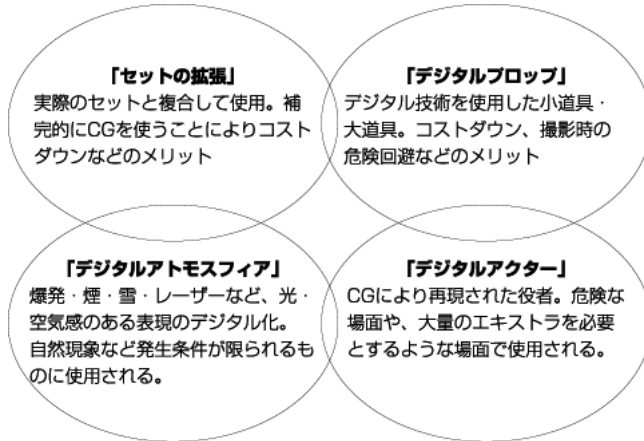 「セットの拡張」
実際のセットと複合して使用。補
完的にCGを使うことによりコスト
ダウンなどのメリット
「デジタルプロップ」
デジタル技術を使用した小道具・
大道具。コストダウン、撮影時の
危険回避などのメリット
「デジタルアトモスフィア」
爆発・煙・雪・レーザーなど、光・
空気感のある表現のデジタル化。
自然現象など発生条件が限られるも
のに使用される。
「デジタルアクター」
CGにより再現された役者。危険な
場面や、大量のエキストラを必要
とするような場面で使用される。